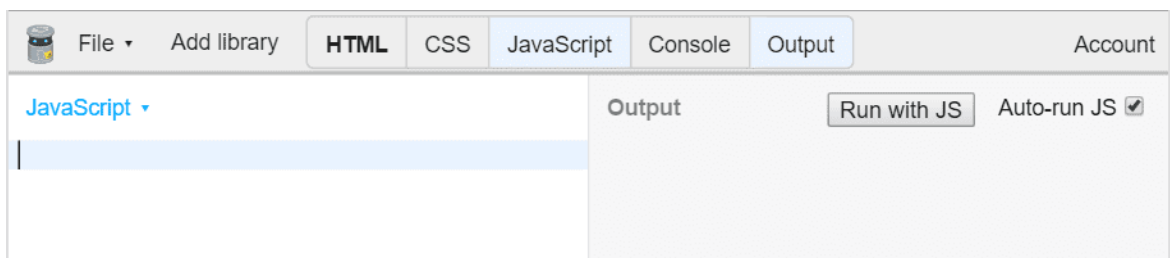 File ▾ Add library HTML CSS JavaScript Console Output Account
JavaScript ▾ Output Run with JS Auto-run JS